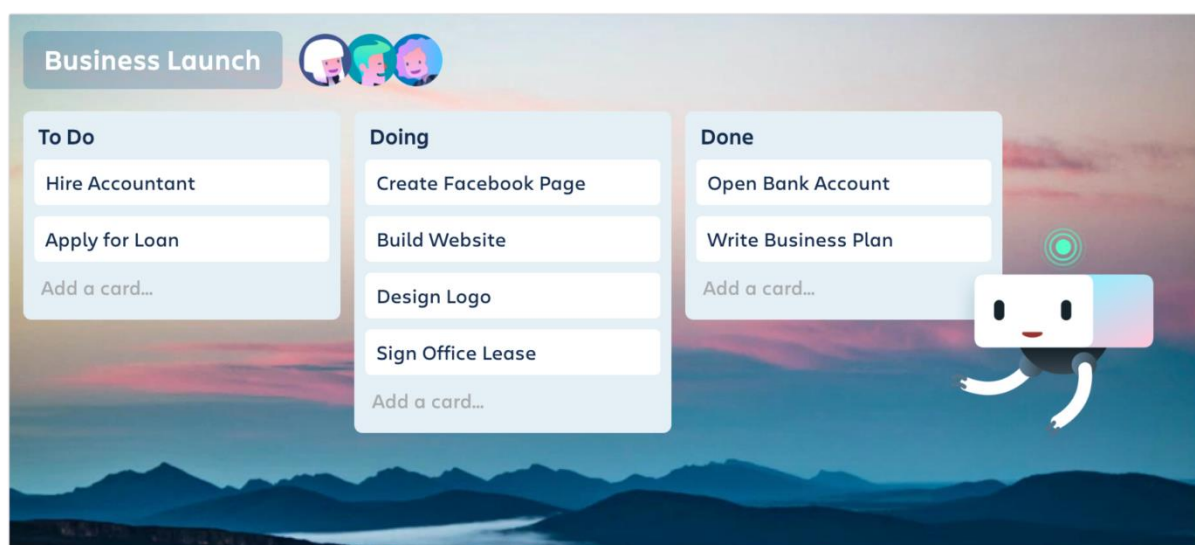 Business Launch
To Do
Hire Accountant
Apply for Loan
Add a card...
Doing
Create Facebook Page
Build Website
Design Logo
Sign Office Lease
Add a card...
Done
Open Bank Account
Write Business Plan
Add a card...